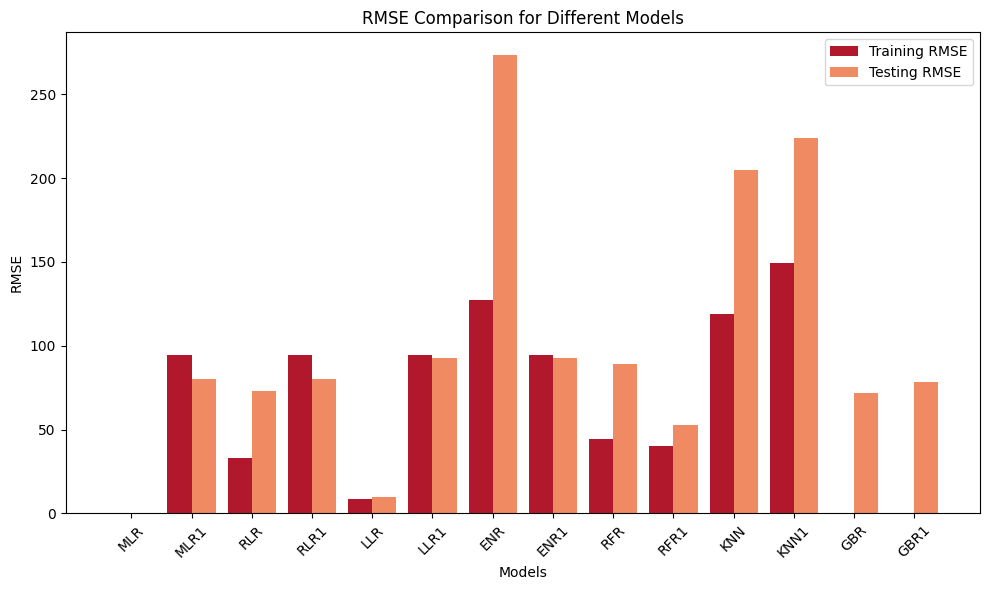 RMSE Comparison for Different Models
Training RMSE
Testing RMSE
RMSE
250
200
150
100
50
0
MLR
MLR1
RLR
RLR1
LLR
LLR1
ENR
ENR1
RFR
RFR1
KNN
KNN1
GBR
GBR1
Models